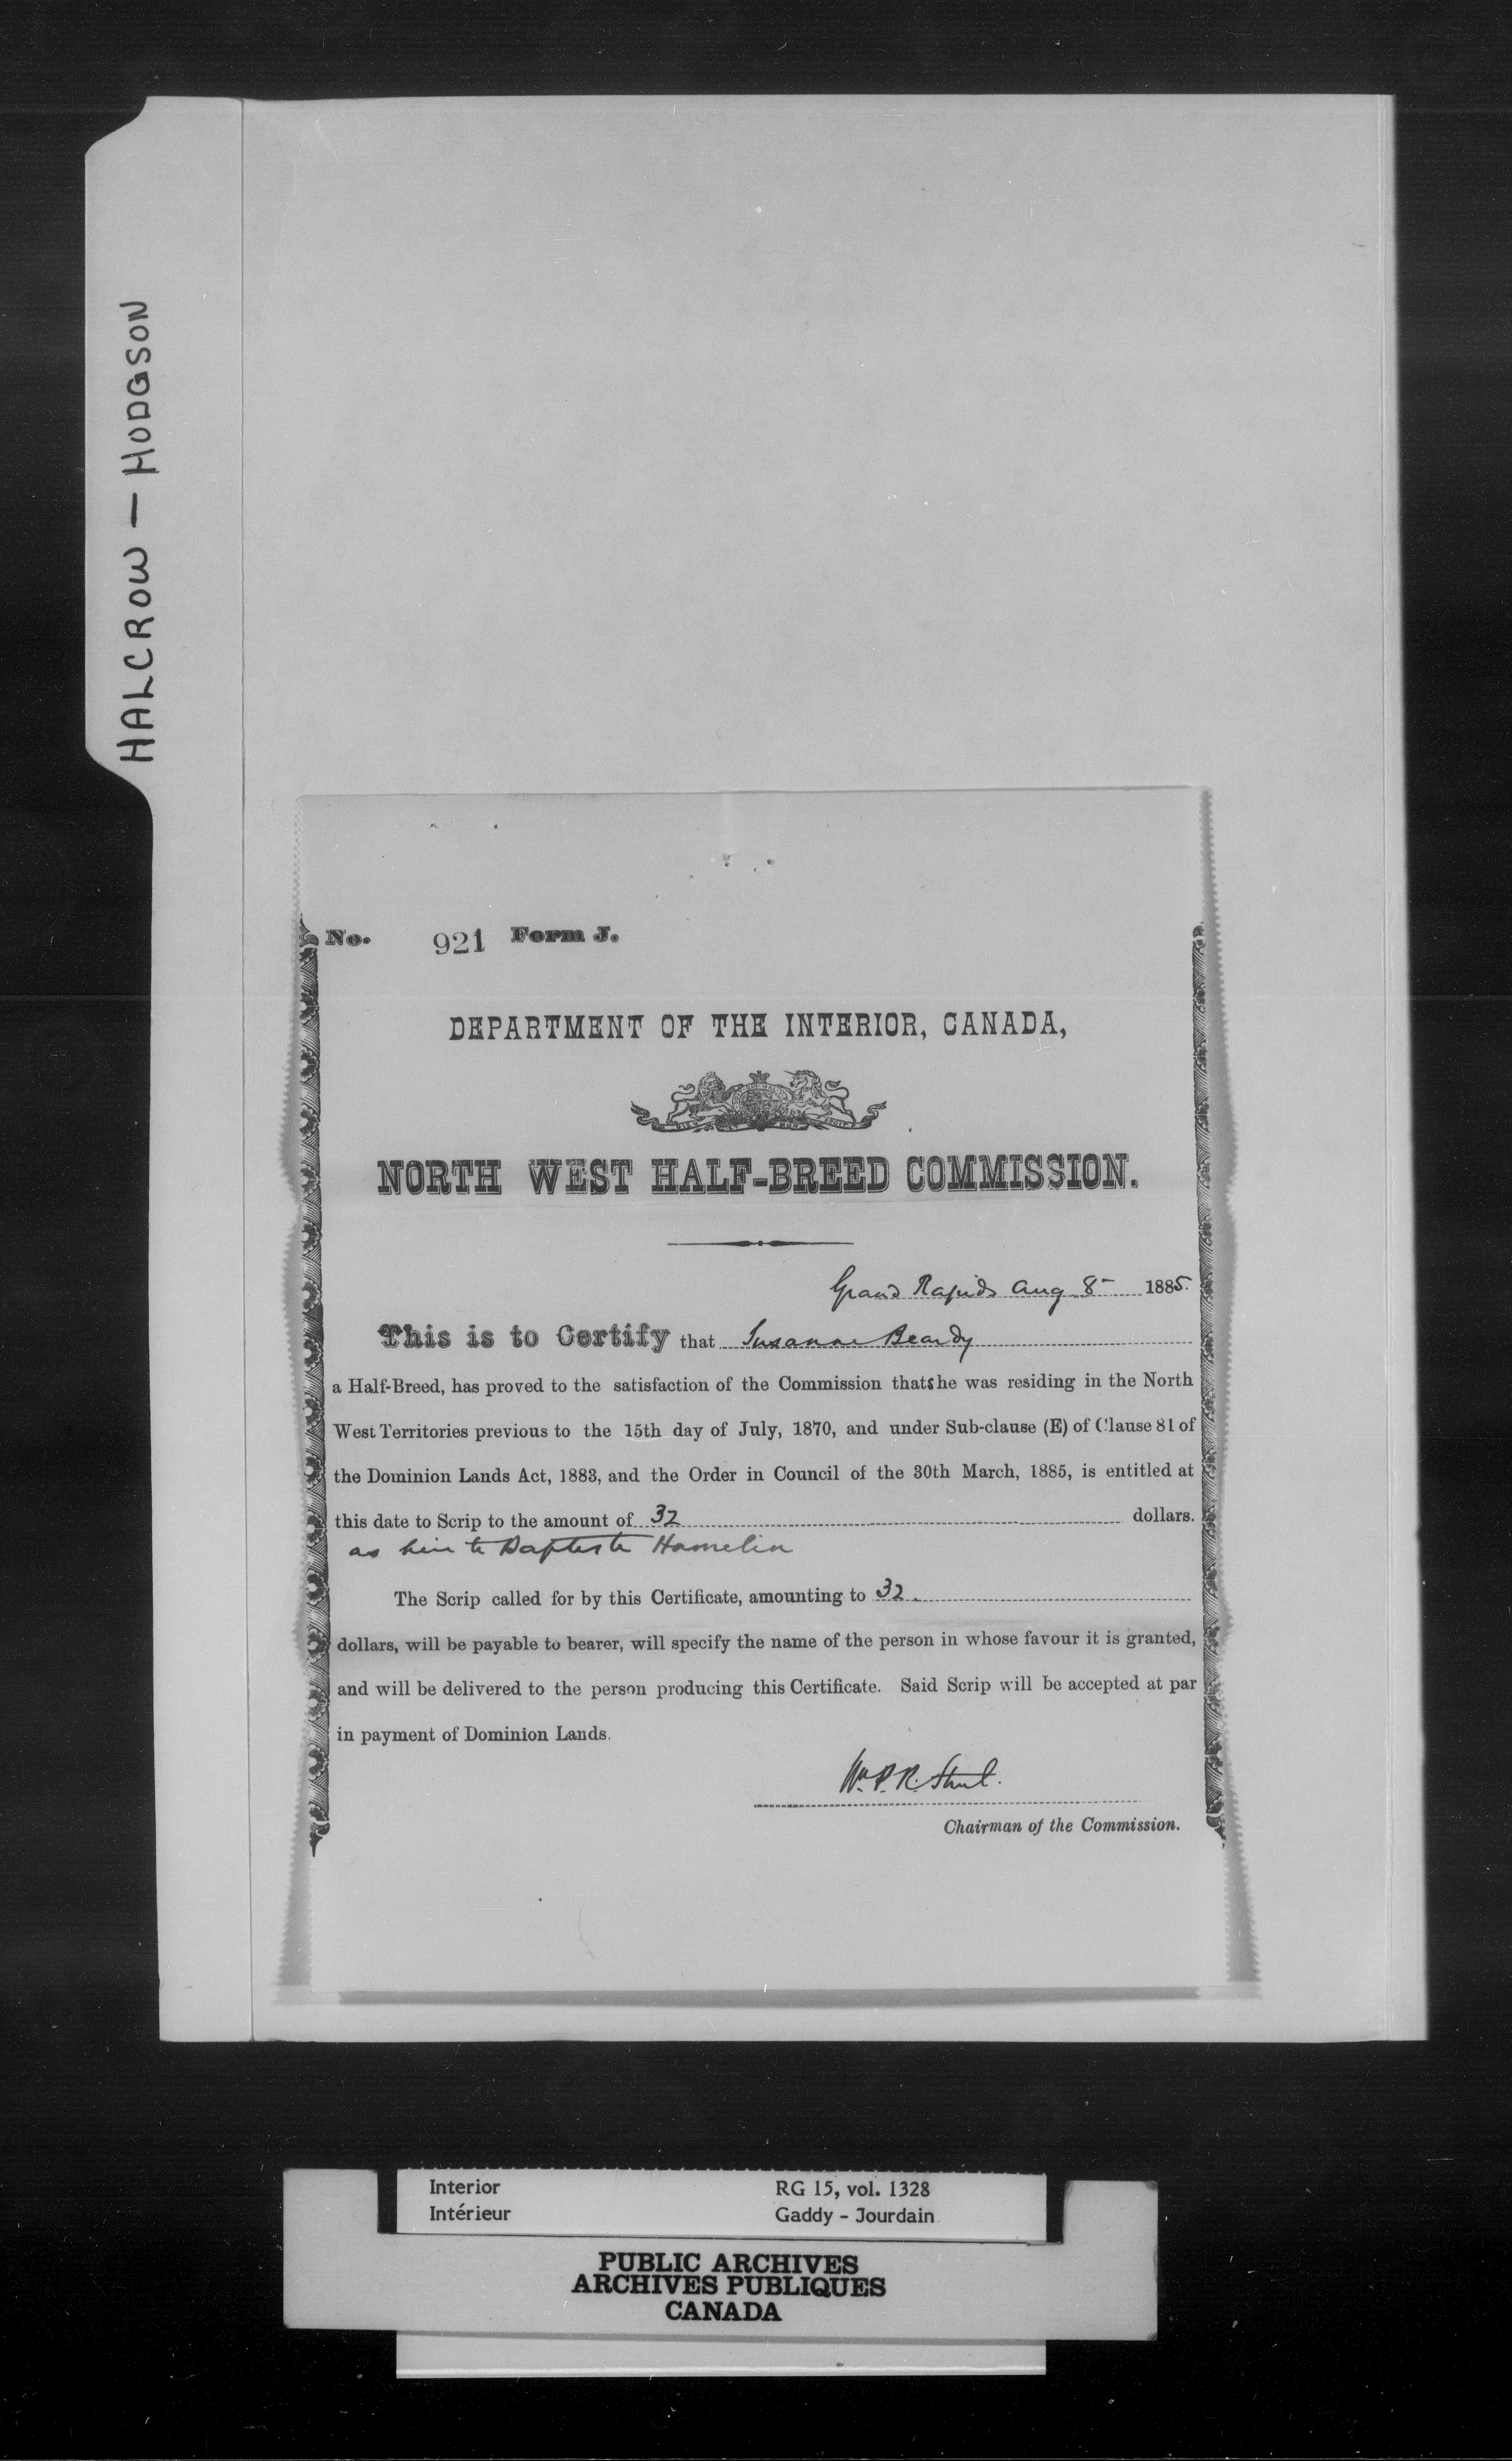 HALCROW — HODGSON
No. 921 Form J.
DEPARTMENT OF THE INTERIOR, CANADA,
NORTH WEST HALF-BREED COMMISSION.
Grand Rapids Aug 8 1885.
This is to Certify that Susanne Beardy
a Half-Breed, has proved to the satisfaction of the Commission that she was residing in the North
West Territories previous to the 15th day of July, 1870, and under Sub-clause (E) of Clause 81 of
the Dominion Lands Act, 1883, and the Order in Council of the 30th March, 1885, is entitled at
this date to Scrip to the amount of 32 dollars.
as heir to Baptiste Hamelin
The Scrip called for by this Certificate, amounting to 32.
dollars, will be payable to bearer, will specify the name of the person in whose favour it is granted,
and will be delivered to the person producing this Certificate. Said Scrip will be accepted at par
in payment of Dominion Lands.
Wm. P. R. Street.
Chairman of the Commission.
Interior RG 15, vol. 1328
Intérieur Gaddy - Jourdain
PUBLIC ARCHIVES
ARCHIVES PUBLIQUES
CANADA